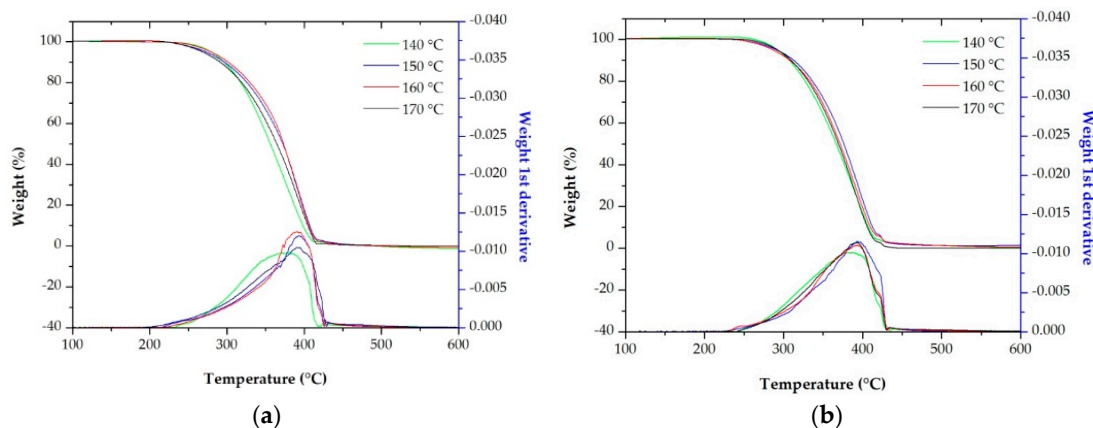 -0.040
100
-0.035
80
-0.030
60
-0.025
40
-0.020
20
-0.015
0
-0.010
-20
-0.005
-40
0.000
100 200 300 400 500 600
Weight (%)
Weight 1st derivative
140 °C
150 °C
160 °C
170 °C
Temperature (°C)
(a)
-0.040
100
-0.035
80
-0.030
60
-0.025
40
-0.020
20
-0.015
0
-0.010
-20
-0.005
-40
0.000
100 200 300 400 500 600
Weight (%)
Weight 1st derivative
140 °C
150 °C
160 °C
170 °C
Temperature (°C)
(b)